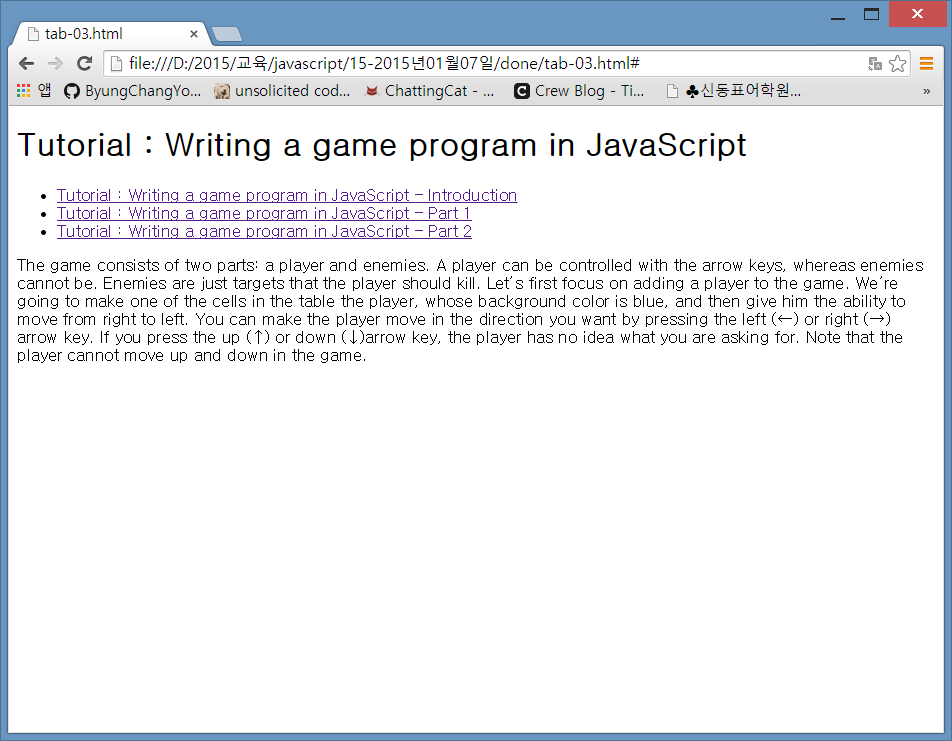 tab-03.html
file:///D:/2015/교육/javascript/15-2015년01월07일/done/tab-03.html#
앱 ByungChangYo... unsolicited cod... ChattingCat - ... Crew Blog - Ti... ♣신동표어학원... »
Tutorial : Writing a game program in JavaScript
• Tutorial : Writing a game program in JavaScript - Introduction
• Tutorial : Writing a game program in JavaScript - Part 1
• Tutorial : Writing a game program in JavaScript - Part 2
The game consists of two parts: a player and enemies. A player can be controlled with the arrow keys, whereas enemies
cannot be. Enemies are just targets that the player should kill. Let's first focus on adding a player to the game. We're
going to make one of the cells in the table the player, whose background color is blue, and then give him the ability to
move from right to left. You can make the player move in the direction you want by pressing the left (←) or right (→)
arrow key. If you press the up (↑) or down (↓)arrow key, the player has no idea what you are asking for. Note that the
player cannot move up and down in the game.